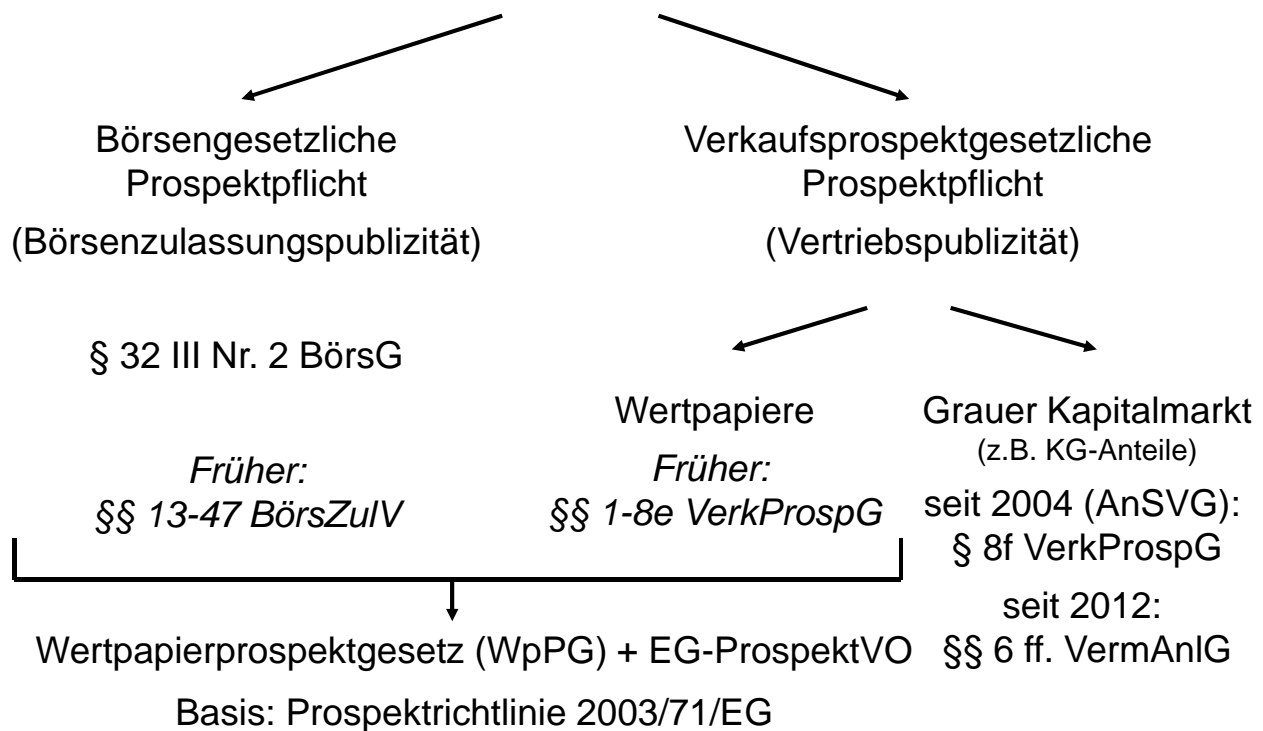 Börsengesetzliche
Prospektpflicht
(Börsenzulassungspublizität)
§ 32 III Nr. 2 BörsG
Früher:
§§ 13-47 BörsZulV
Verkaufsprospektgesetzliche
Prospektpflicht
(Vertriebspublizität)
Wertpapiere
Früher:
§§ 1-8e VerkProspG
Grauer Kapitalmarkt
(z.B. KG-Anteile)
seit 2004 (AnSVG):
§ 8f VerkProspG
seit 2012:
§§ 6 ff. VermAnlG
Wertpapierprospektgesetz (WpPG) + EG-ProspektVO
Basis: Prospektrichtlinie 2003/71/EG